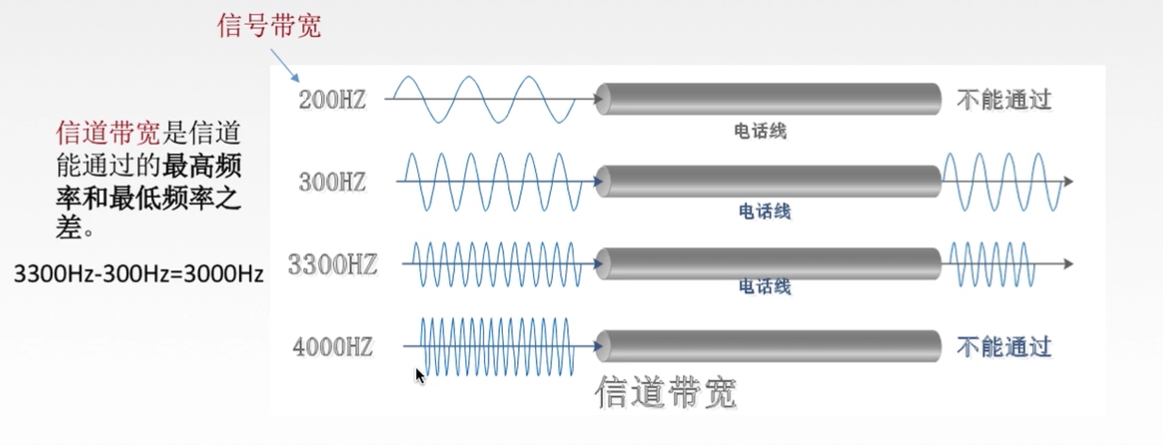 信号带宽
200HZ
不能通过
电话线
信道带宽是信道
能通过的最高频
率和最低频率之
差。
300HZ
电话线
3300Hz-300Hz=3000Hz
3300HZ
电话线
4000HZ
不能通过
信道带宽